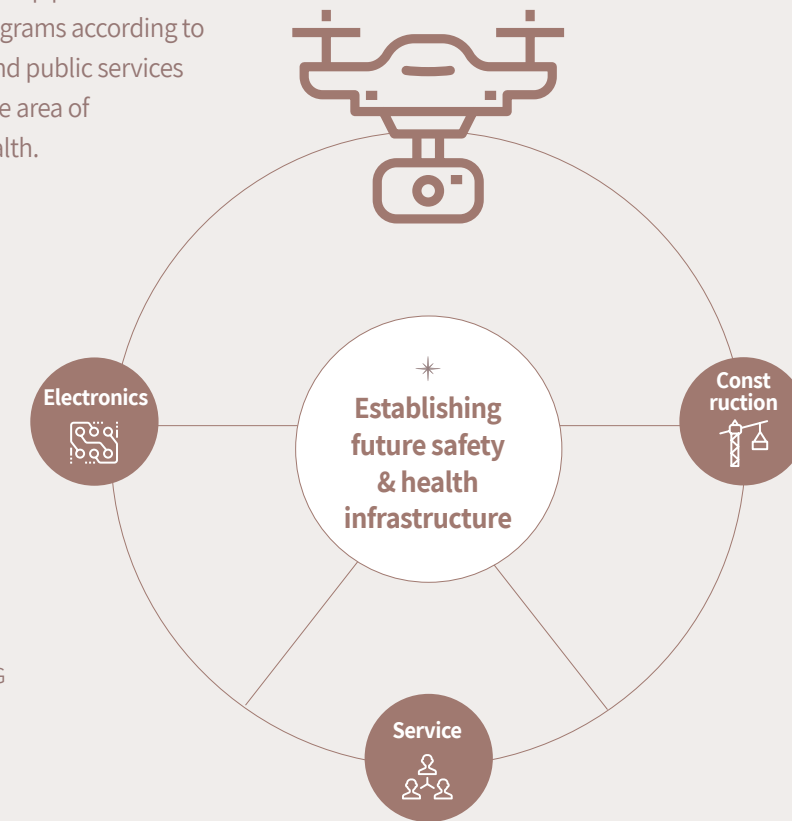 grams according to
nd public services
e area of
alth.
Electronics
Const
ruction
Establishing
future safety
& health
infrastructure
G
Service